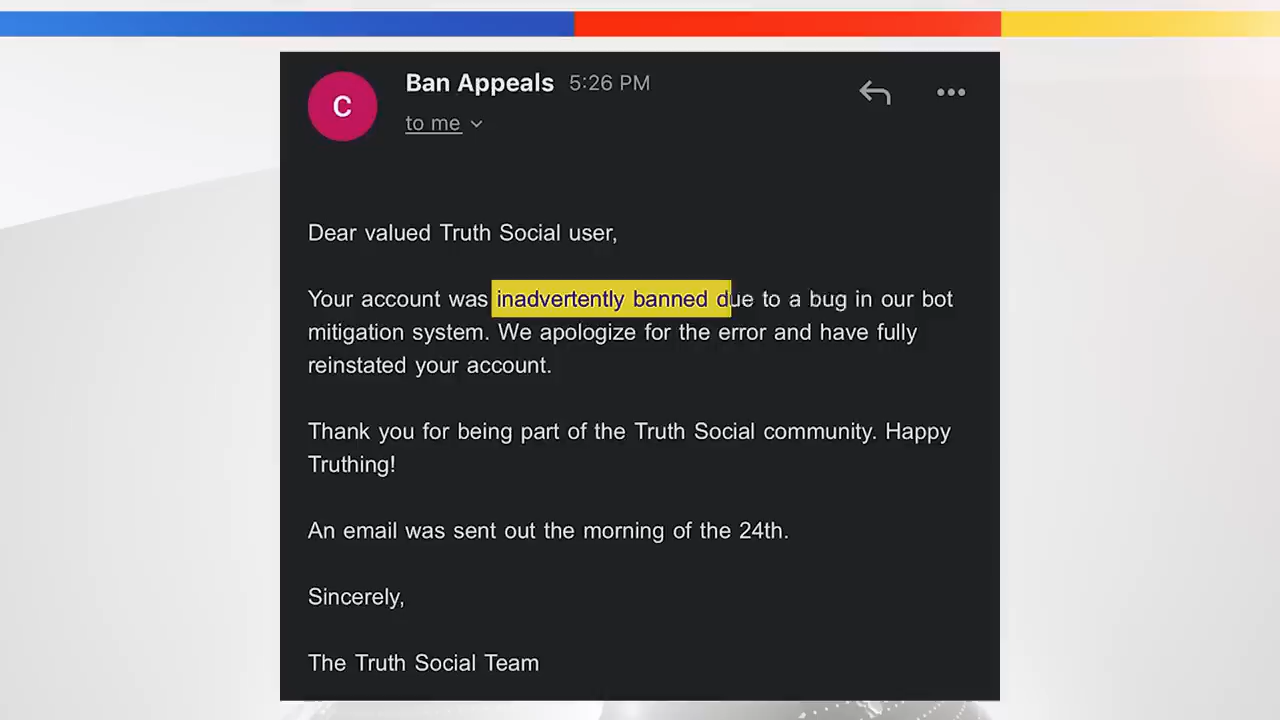 C
Ban Appeals 5:26 PM
to me
Dear valued Truth Social user,
Your account was inadvertently banned due to a bug in our bot
mitigation system. We apologize for the error and have fully
reinstated your account.
Thank you for being part of the Truth Social community. Happy
Truthing!
An email was sent out the morning of the 24th.
Sincerely,
The Truth Social Team